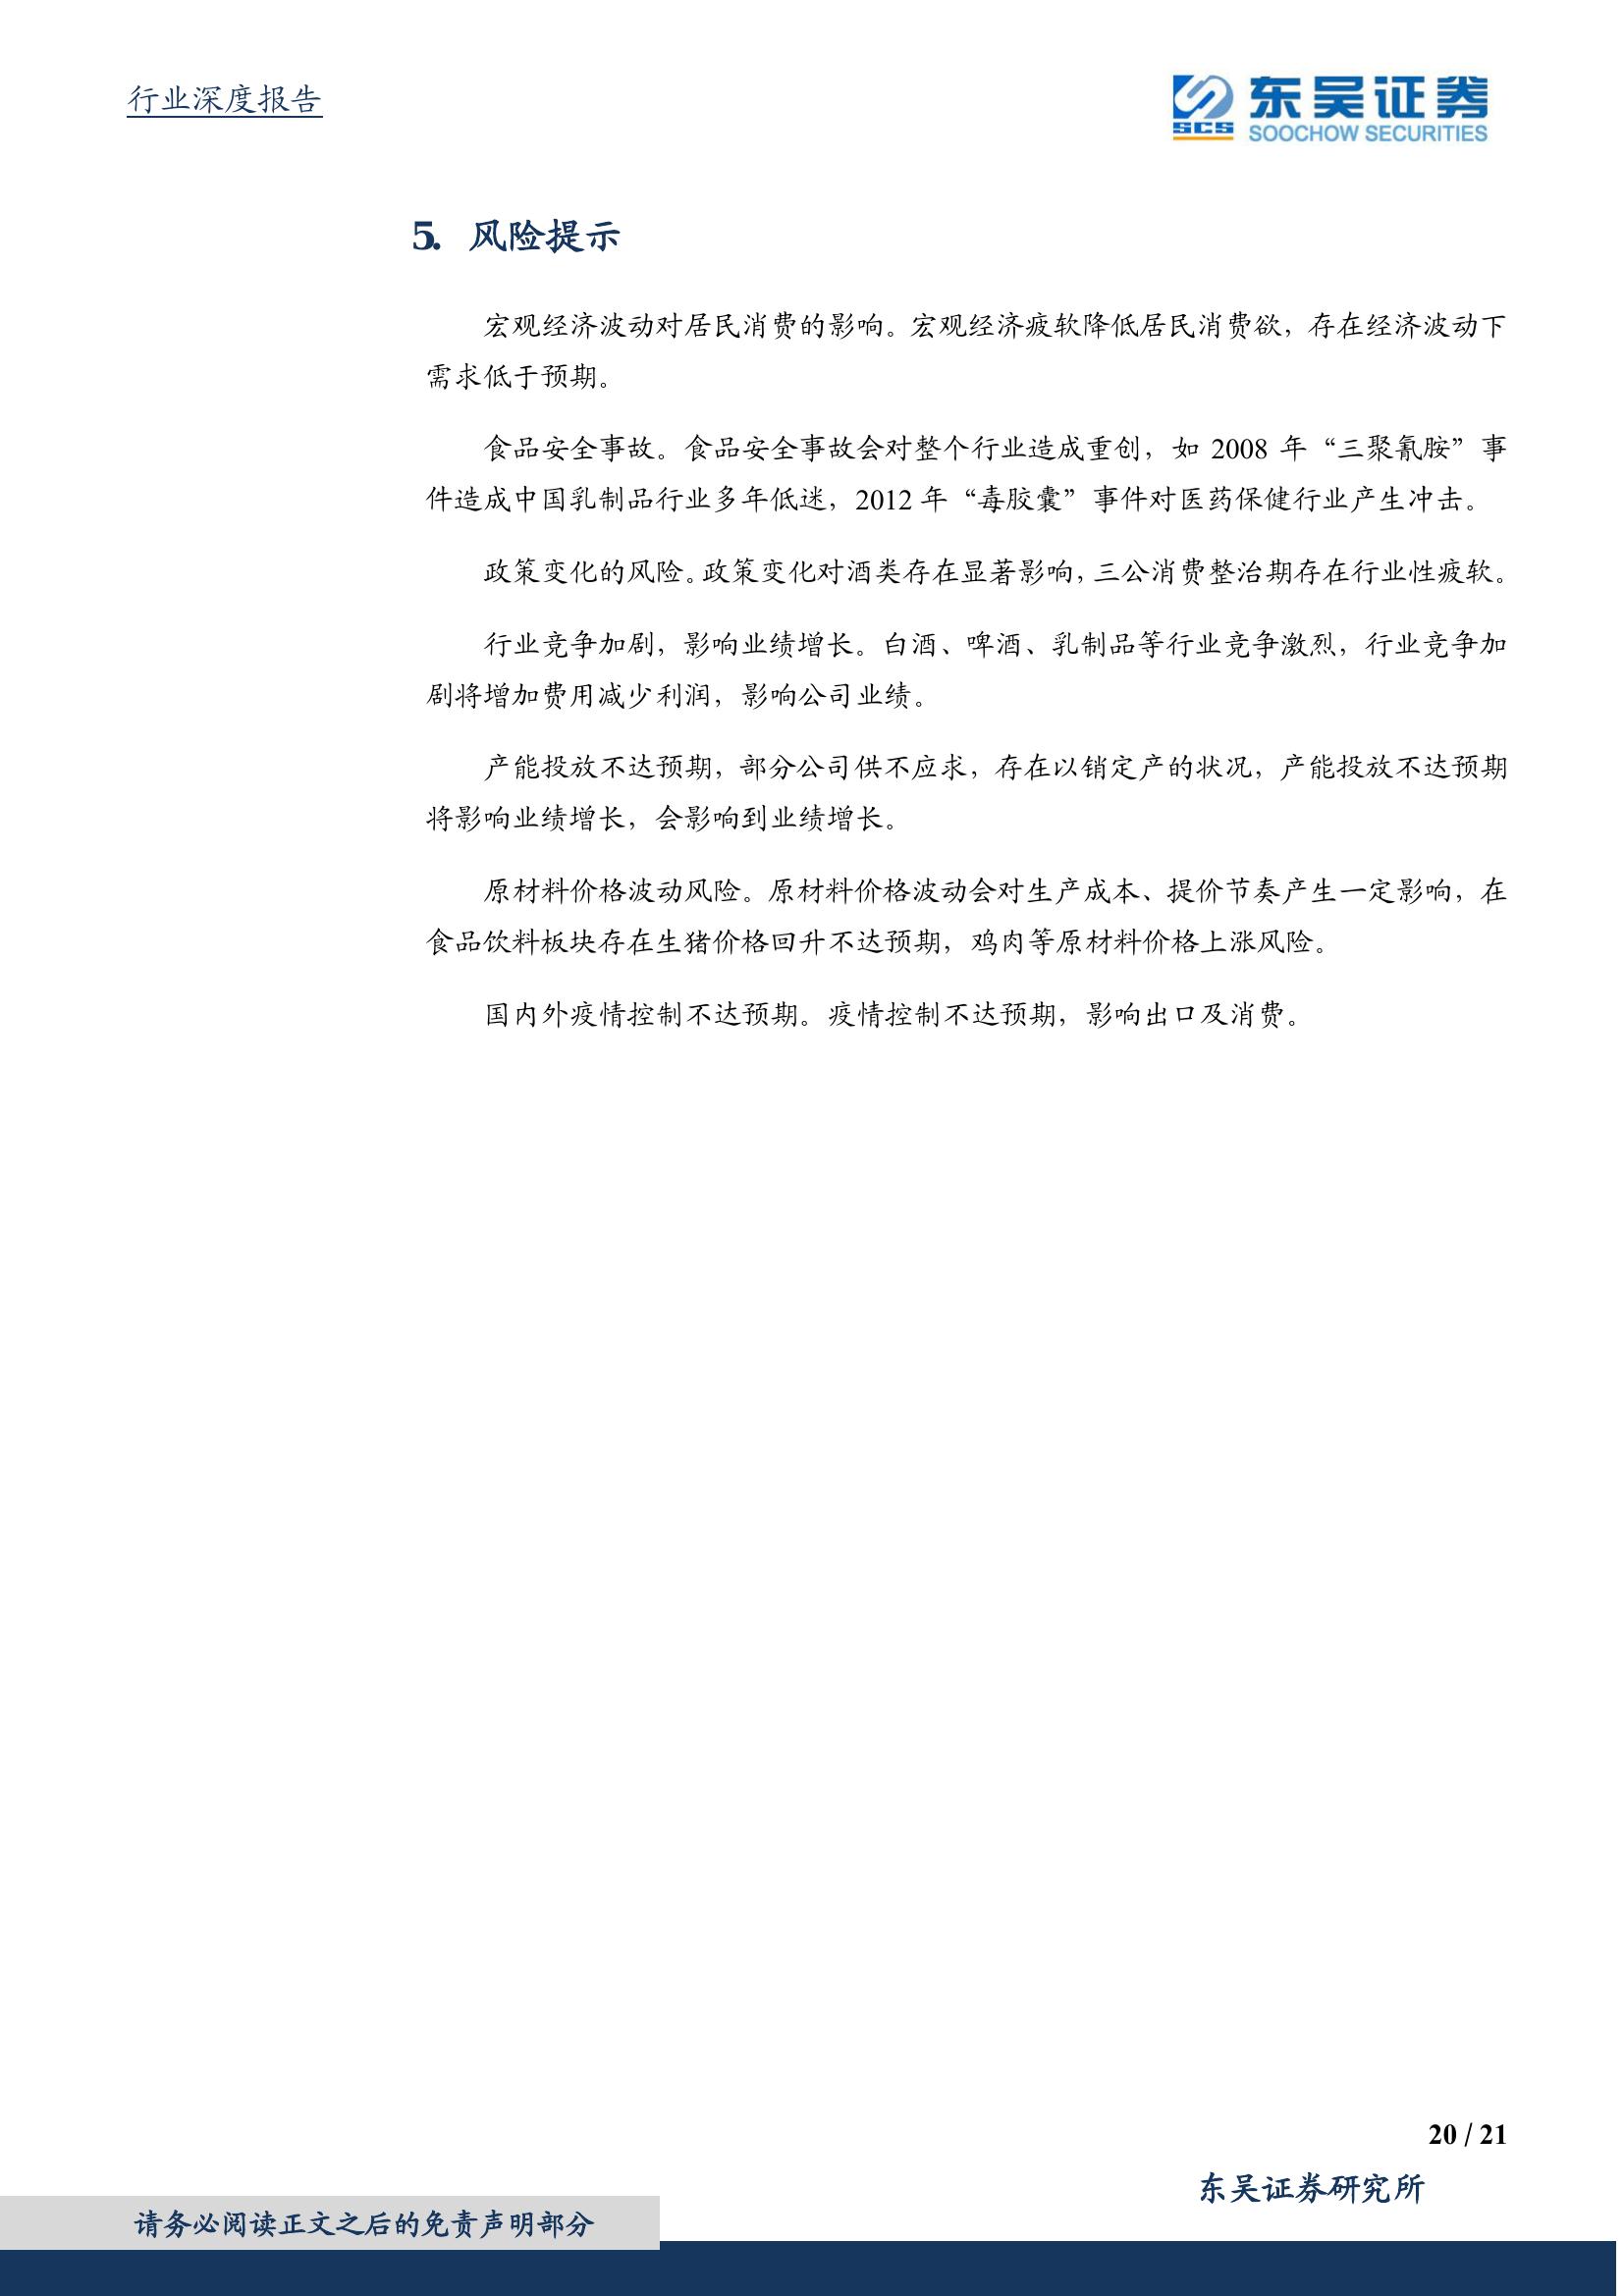 行业深度报告
SCS 东吴证券
SOOCHOW SECURITIES
5. 风险提示
宏观经济波动对居民消费的影响。宏观经济疲软降低居民消费欲，存在经济波动下
需求低于预期。
食品安全事故。食品安全事故会对整个行业造成重创，如 2008 年“三聚氰胺”事
件造成中国乳制品行业多年低迷，2012 年“毒胶囊”事件对医药保健行业产生冲击。
政策变化的风险。政策变化对酒类存在显著影响，三公消费整治期存在行业性疲软。
行业竞争加剧，影响业绩增长。白酒、啤酒、乳制品等行业竞争激烈，行业竞争加
剧将增加费用减少利润，影响公司业绩。
产能投放不达预期，部分公司供不应求，存在以销定产的状况，产能投放不达预期
将影响业绩增长，会影响到业绩增长。
原材料价格波动风险。原材料价格波动会对生产成本、提价节奏产生一定影响，在
食品饮料板块存在生猪价格回升不达预期，鸡肉等原材料价格上涨风险。
国内外疫情控制不达预期。疫情控制不达预期，影响出口及消费。
20 / 21
东吴证券研究所
请务必阅读正文之后的免责声明部分